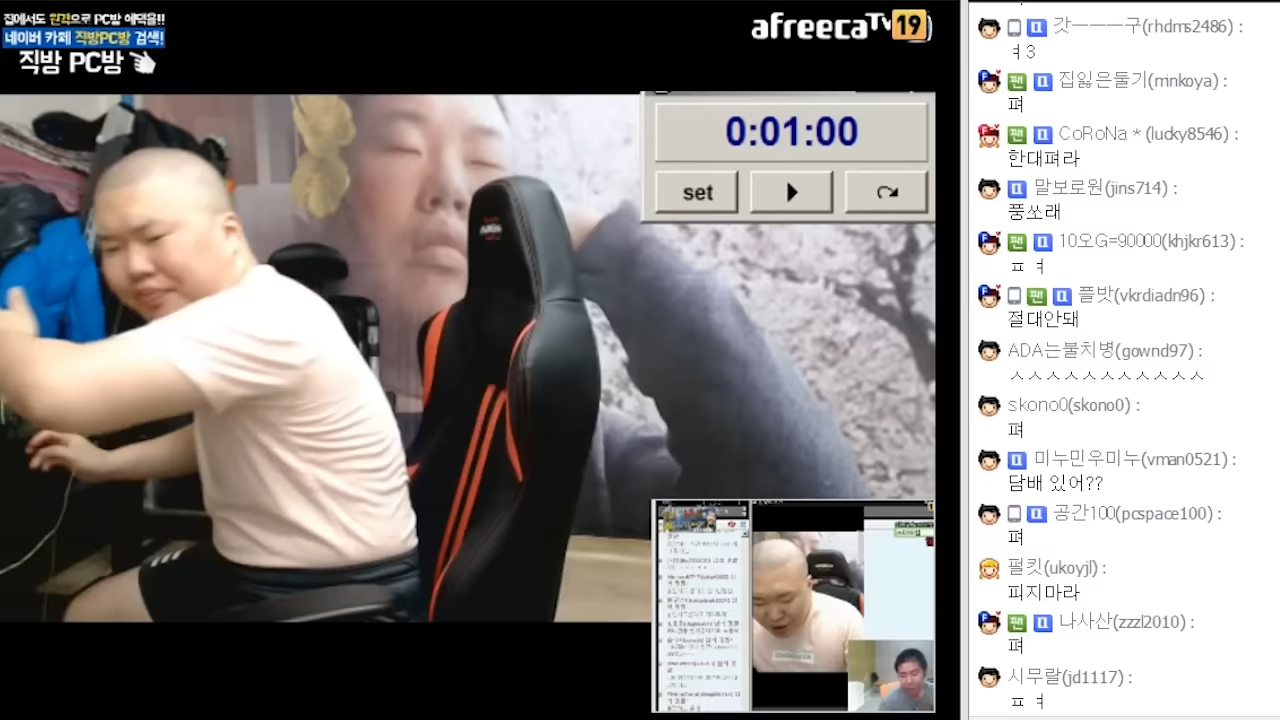 집에서도 원격으로 PC방 혜택을!!
네이버 카페 직방PC방 검색!
직방 PC방
afreecaTV 19
0:01:00
set
갓ㅡㅡㅡ구(rhdms2486) :
ㅕ3
집잃은둘기(minkoya) :
펴
CoRoNa *(lucky8546) :
한대펴라
말보로원(jins714) :
풍쏘래
10오G=90000(khjkr613) :
ㅍ ㅕ
플밧(vkrdiadn96) :
절대안돼
ADA는불치병(gownd97) :
ㅅㅅㅅㅅㅅㅅㅅㅅㅅㅅㅅ
skono0(skono0) :
펴
미누민우미누(vman0521) :
담배 있어??
공간100(pcspace100) :
펴
펄킷(ukoyjl) :
피지마라
나사산(zzzl2010) :
펴
시무랄(jd1117) :
ㅍ ㅕ